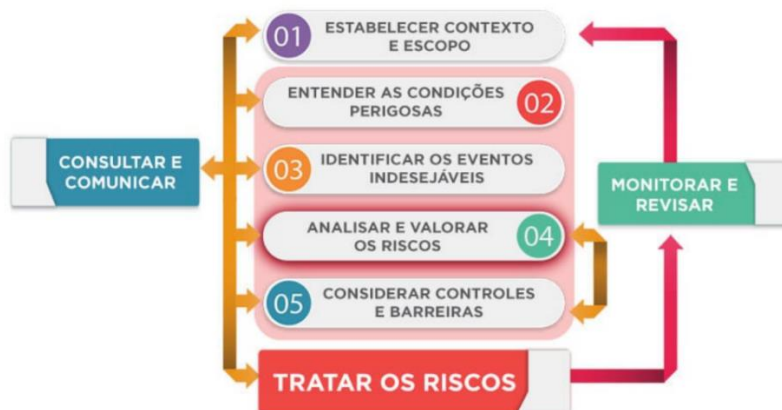 01
ESTABELECER CONTEXTO
E ESCOPO
ENTENDER AS CONDIÇÕES
PERIGOSAS
02
CONSULTAR E
COMUNICAR
03
IDENTIFICAR OS EVENTOS
INDESEJÁVEIS
MONITORAR E
REVISAR
ANALISAR E VALORAR
OS RISCOS
04
05
CONSIDERAR CONTROLES
E BARREIRAS
TRATAR OS RISCOS